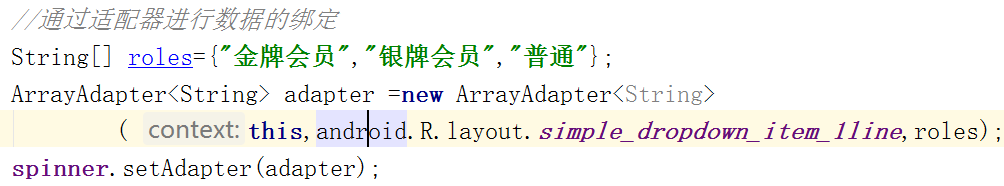 //通过适配器进行数据的绑定
String[] roles={"金牌会员","银牌会员","普通"};
ArrayAdapter<String> adapter =new ArrayAdapter<String>
( context:this,android.R.layout.simple_dropdown_item_1line,roles);
spinner.setAdapter(adapter);